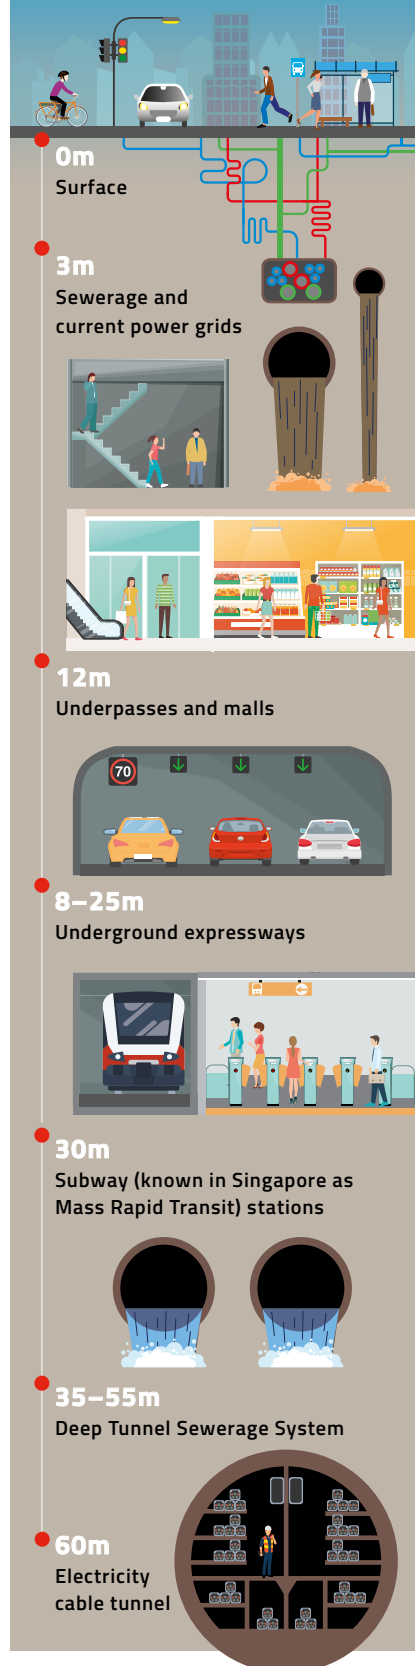 0m
Surface
3m
Sewerage and
current power grids
12m
Underpasses and malls
70
8–25m
Underground expressways
30m
Subway (known in Singapore as
Mass Rapid Transit) stations
35–55m
Deep Tunnel Sewerage System
60m
Electricity
cable tunnel